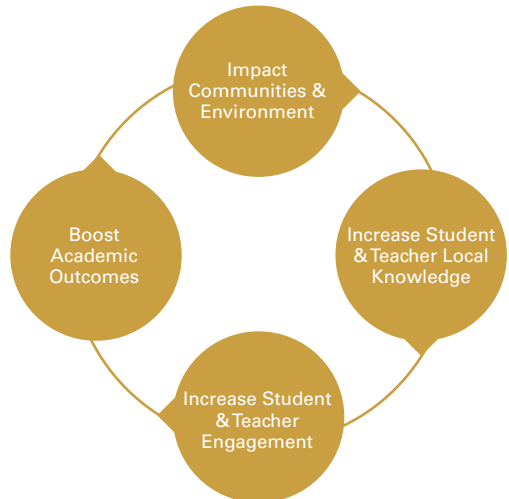 Impact
Communities &
Environment
Increase Student
& Teacher Local
Knowledge
Increase Student
& Teacher
Engagement
Boost
Academic
Outcomes